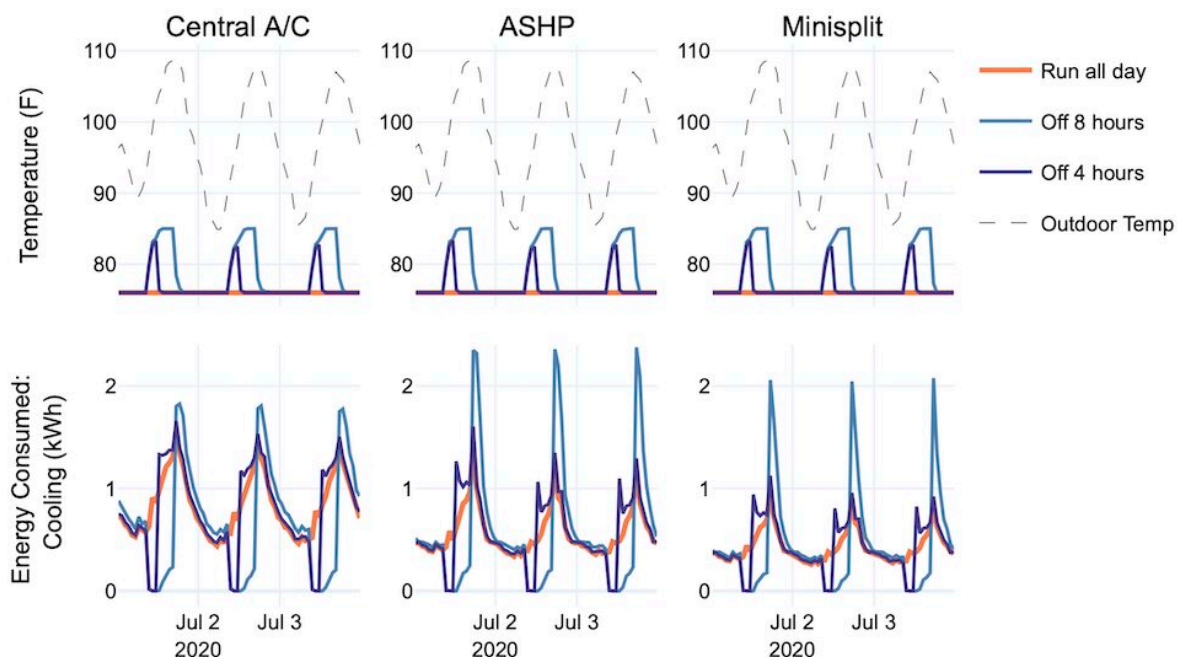 Central A/C
ASHP
Minisplit
Temperature (F)
110
100
90
80
110
100
90
80
110
100
90
80
Run all day
Off 8 hours
Off 4 hours
Outdoor Temp
Energy Consumed:
Cooling (kWh)
2
1
0
2
1
0
2
1
0
Jul 2
2020
Jul 3
Jul 2
2020
Jul 3
Jul 2
2020
Jul 3